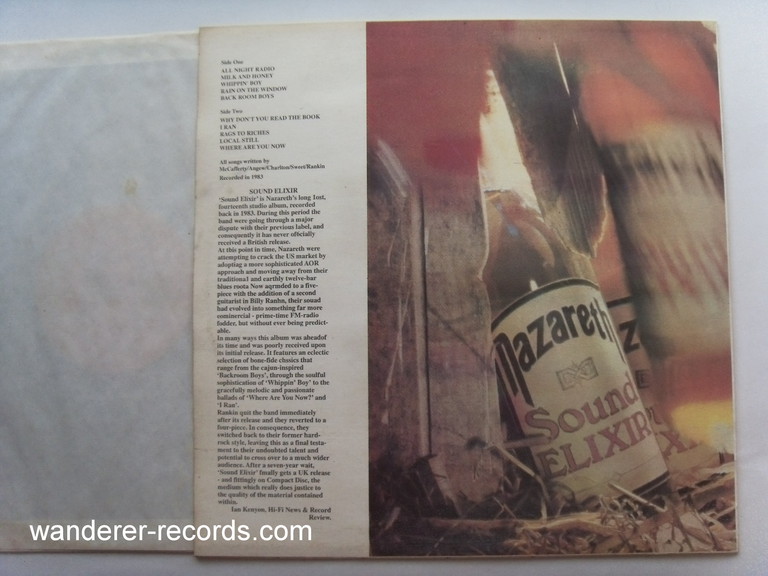 Side One
ALL NIGHT RADIO
MILK AND HONEY
WHIPPIN' BOY
RAIN ON THE WINDOW
BACK ROOM BOYS
Side Two
WHY DON'T YOU READ THE BOOK
I RAN
RAGS TO RICHES
LOCAL STILL
WHERE ARE YOU NOW
All songs written by
McCafferty/Angew/Charlton/Sweet/Rankin
Recorded in 1983
SOUND ELIXIR
'Sound Elixir' is Nazareth's long lost,
fourteenth studio album, recorded
back in 1983. During this period the
band were going through a major
dispute with their previous label, and
consequently it has never officially
received a British release.
At this point in time, Nazareth were
attempting to crack the US market by
adopting a more sophisticated AOR
approach and moving away from their
traditional and earthly twelve-bar
blues roots Now aqrmded to a five-
piece with the addition of a second
guitarist in Billy Ranhn, their souad
had evolved into something far more
sommincial - prime-time FM-radio
fodder, but without ever being predict-
able.
In many ways this album was aheadof
its time and was poorly received upon
its initial release. It features an eclectic
selection of bone-fide choics that
range from the cajun-inspired
'Backroom Boys', through the soulful
sophistication of 'Whippin' Boy' to the
gracefully melodic and passionate
ballads of 'Where Are You Now?' and
'I Ran'.
Rankin quit the band immediately
after its release and they reverted to a
four-piece. In consequence, they
switched back to their former hard-
rock style, leaving this as a final testa-
ment to their undoubted talent and
potential to cross over to a much wider
audience. After a seven-year wait,
'Sound Elixir' finally gets a UK release
- and fittingly on Compact Disc, the
medium which really does justice to
the quality of the material contained
within.
Ian Kenyon, Hi-Fi News & Record
Review.
Nazareth
Sound
ELIXIR
wanderer-records.com